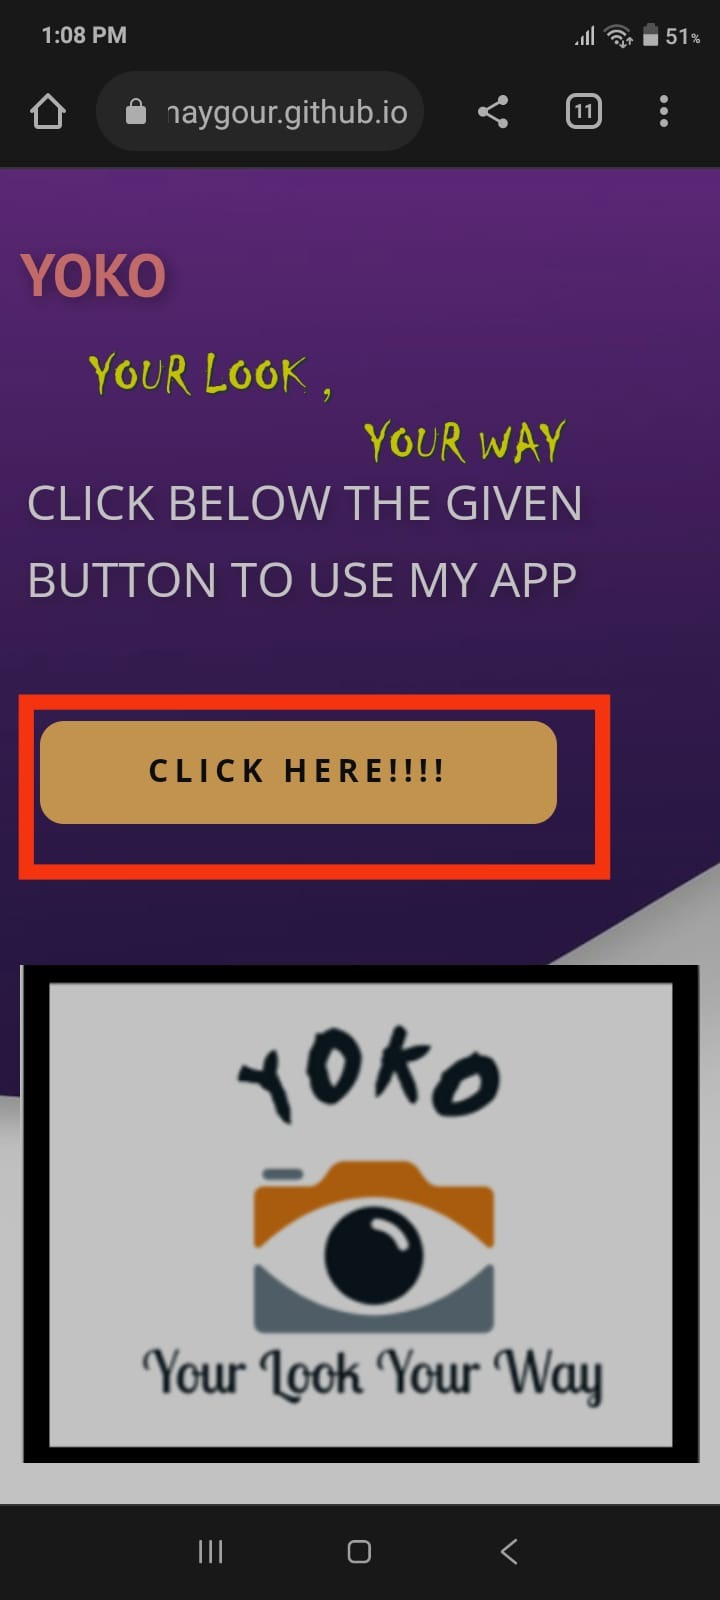 1:08 PM
51%
naygour.github.io
11
YOKO
YOUR LOOK ,
YOUR WAY
CLICK BELOW THE GIVEN
BUTTON TO USE MY APP
CLICK HERE!!!!
YOKO
Your Look Your Way